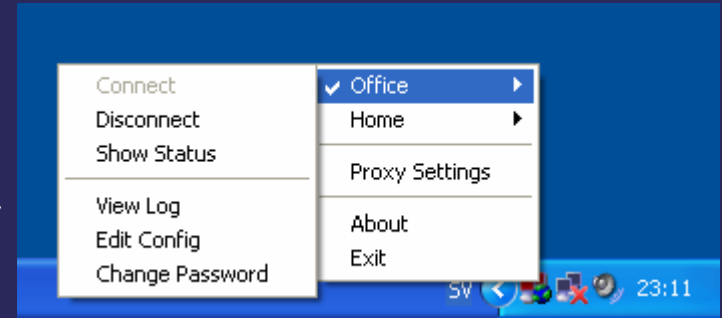 Connect
Disconnect
Show Status
View Log
Edit Config
Change Password
Office
Home
Proxy Settings
About
Exit
SV
23:11